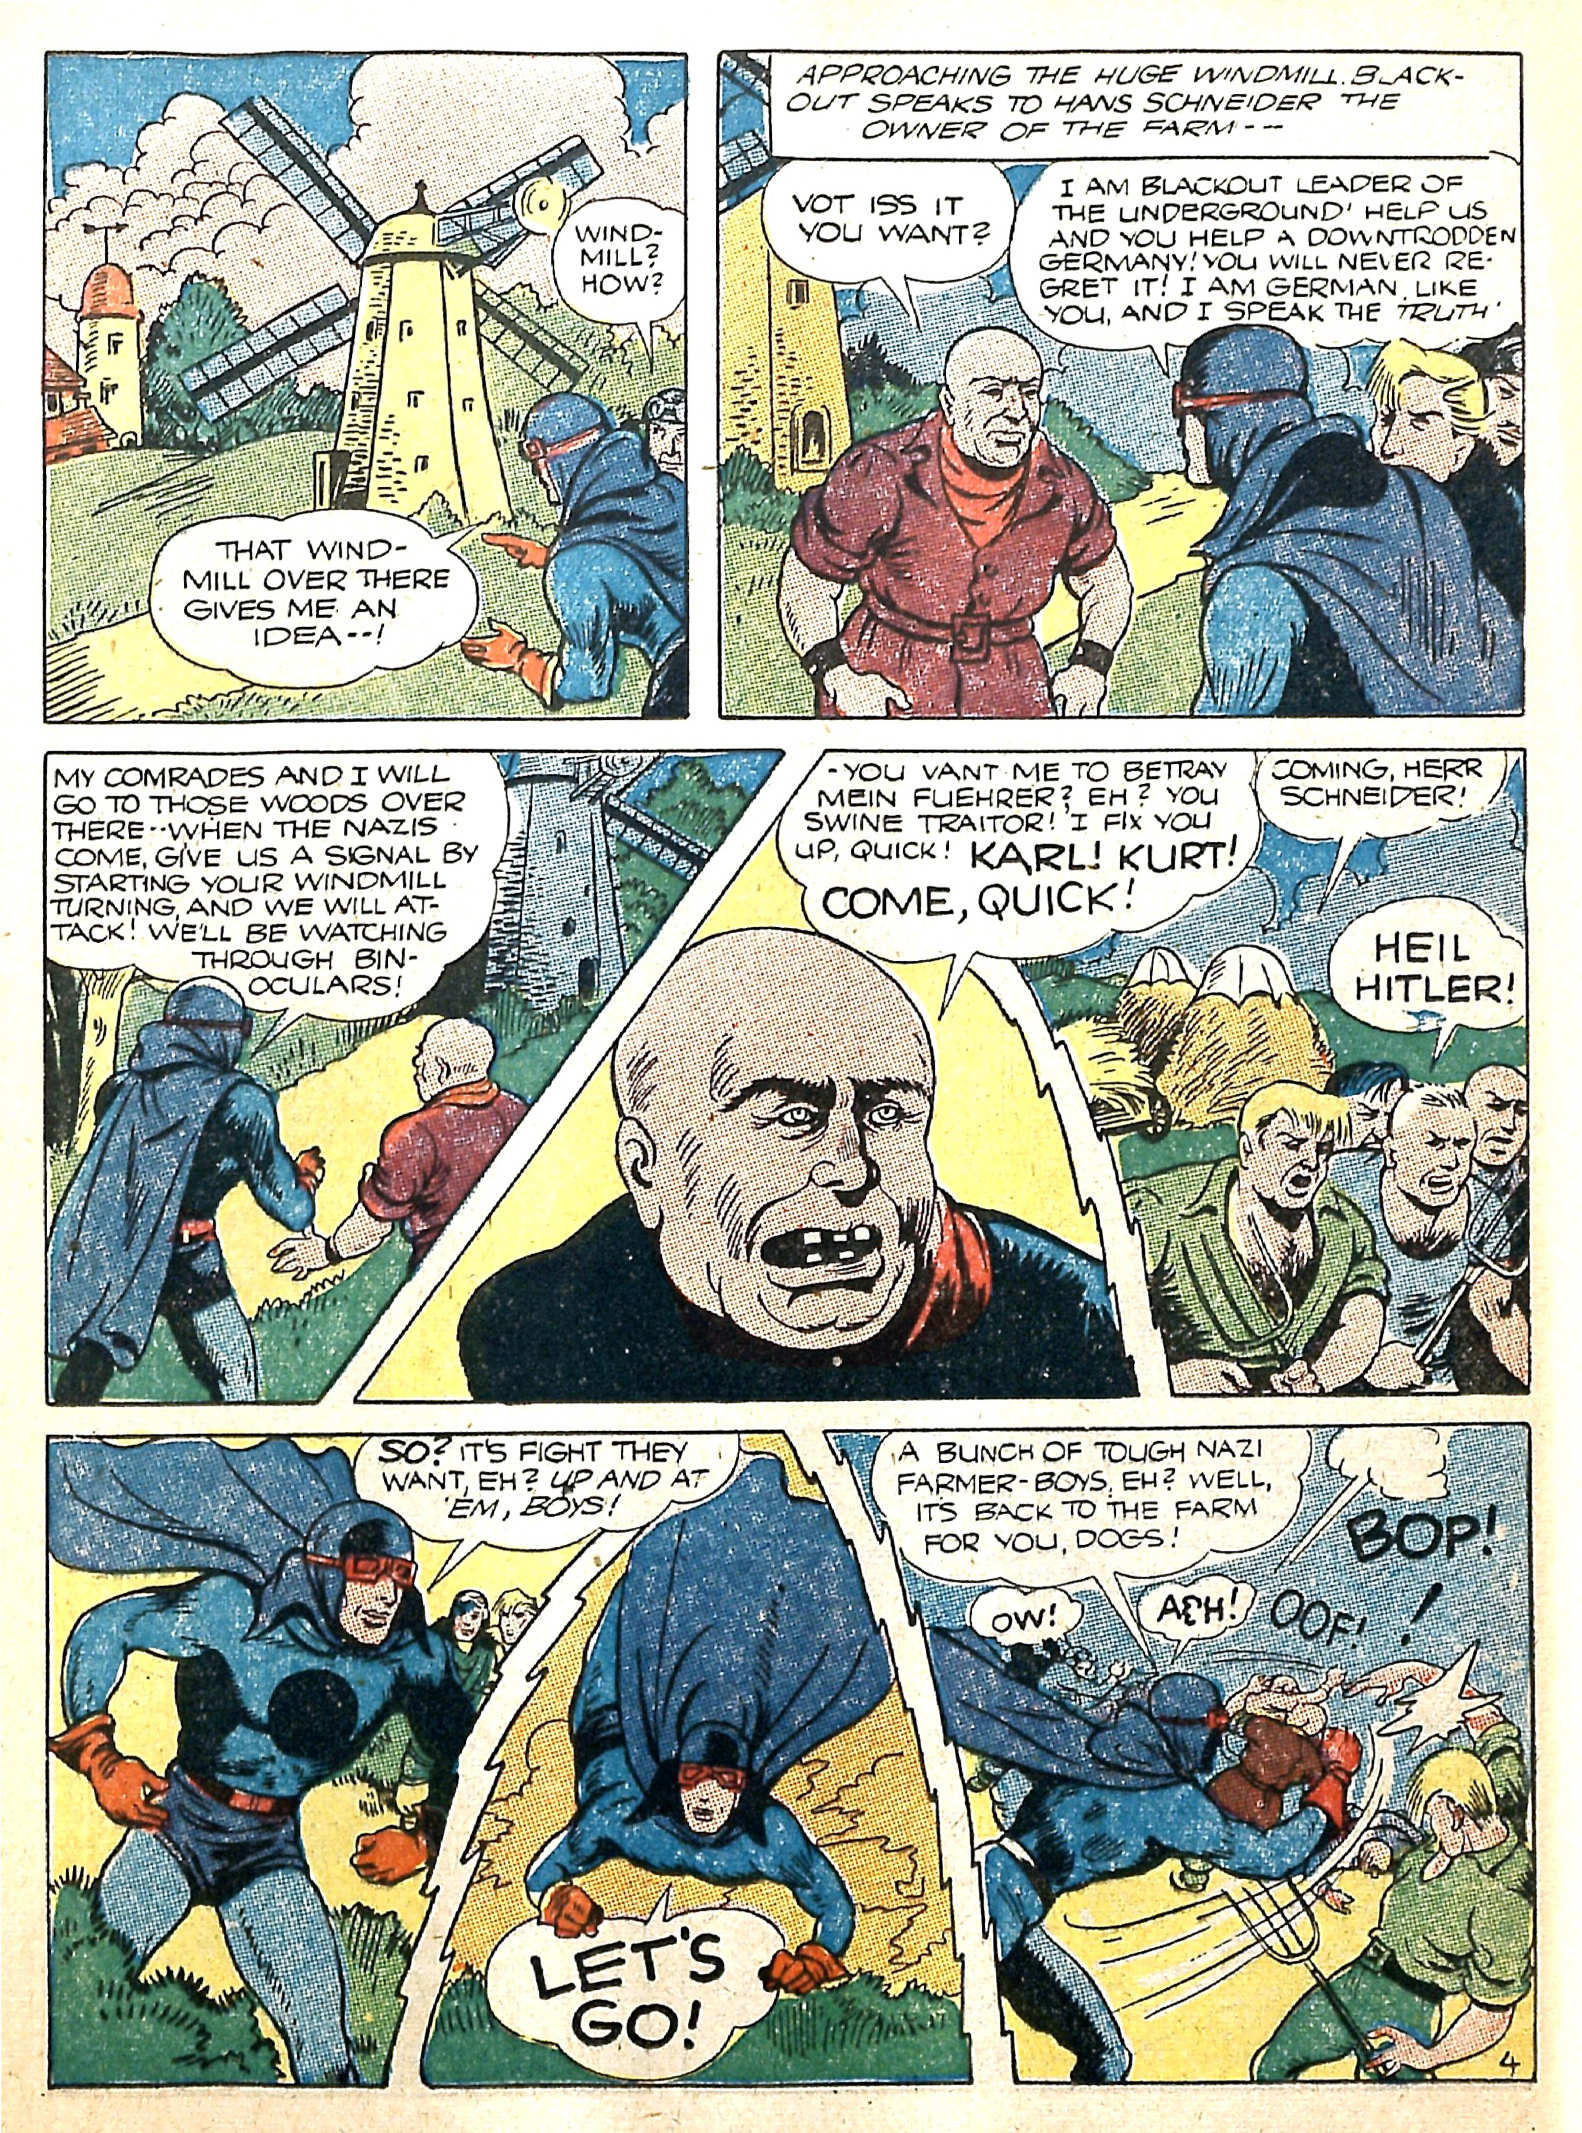 WIND-
MILL?
HOW?
THAT WIND-
MILL OVER THERE
GIVES ME AN
IDEA--!
APPROACHING THE HUGE WINDMILL. BLACK-
OUT SPEAKS TO HANS SCHNEIDER THE
OWNER OF THE FARM---
VOT ISS IT
YOU WANT?
I AM BLACKOUT LEADER OF
THE UNDERGROUND' HELP US
AND YOU HELP A DOWNTRODDEN
GERMANY! YOU WILL NEVER RE-
GRET IT! I AM GERMAN, LIKE
YOU, AND I SPEAK THE TRUTH'
MY COMRADES AND I WILL
GO TO THOSE WOODS OVER
THERE--WHEN THE NAZIS
COME, GIVE US A SIGNAL BY
STARTING YOUR WINDMILL
TURNING, AND WE WILL AT-
TACK! WE'LL BE WATCHING
THROUGH BIN-
OCULARS!
-YOU VANT ME TO BETRAY
MEIN FUEHRER?, EH? YOU
SWINE TRAITOR! I FIX YOU
UP, QUICK! KARL! KURT!
COME, QUICK!
COMING, HERR
SCHNEIDER!
HEIL
HITLER!
SO? IT'S FIGHT THEY
WANT, EH? UP AND AT
'EM, BOYS!
LET'S
GO!
A BUNCH OF TOUGH NAZI
FARMER-BOYS, EH? WELL,
IT'S BACK TO THE FARM
FOR YOU, DOGS!
BOP!
OW!
ACH!
OOF!!
4